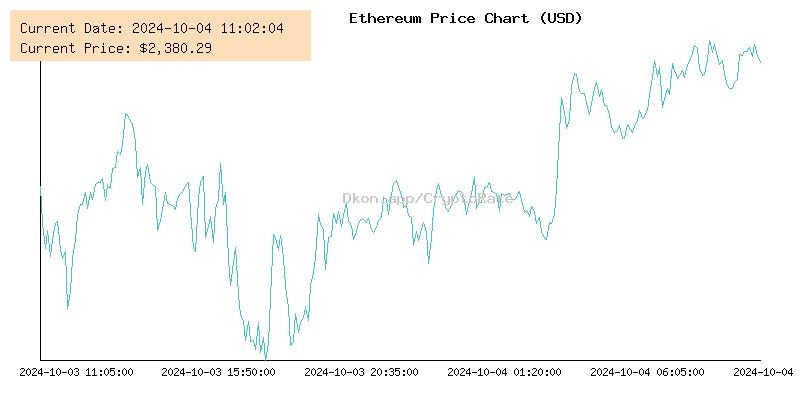 Ethereum Price Chart (USD)
Current Date: 2024-10-04 11:02:04
Current Price: $2,380.29
Dkon.app/CryptoRate
2024-10-03 11:05:00
2024-10-03 15:50:00
2024-10-03 20:35:00
2024-10-04 01:20:00
2024-10-04 06:05:00
2024-10-04